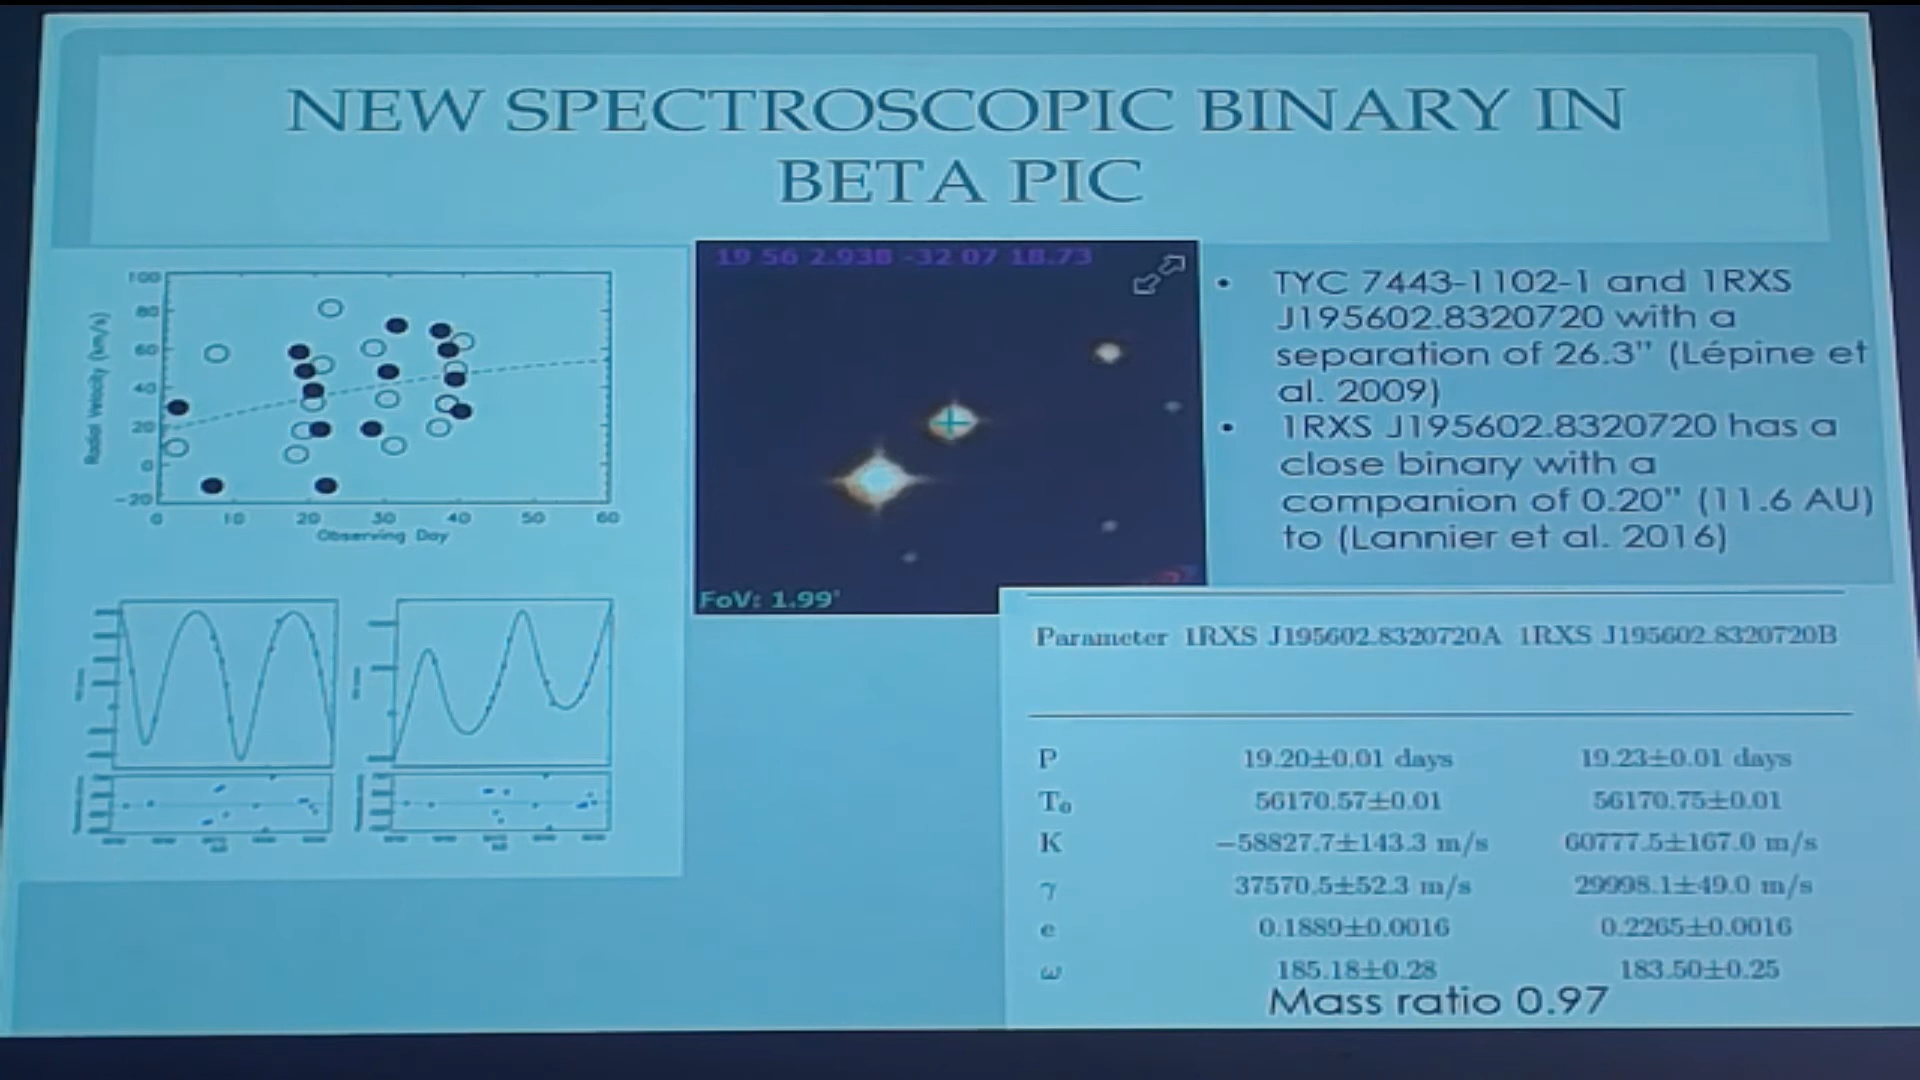 NEW SPECTROSCOPIC BINARY IN
BETA PIC
100
80
60
40
20
0
-20
Radial Velocity (km/s)
0 10 20 30 40 50 60
Observing Day
19 56 2.938 -32 07 18.73
FoV: 1.99'
• TYC 7443-1102-1 and 1RXS
J195602.8320720 with a
separation of 26.3" (Lépine et
al. 2009)
• 1RXS J195602.8320720 has a
close binary with a
companion of 0.20" (11.6 AU)
to (Lannier et al. 2016)
Parameter 1RXS J195602.8320720A 1RXS J195602.8320720B
P 19.20±0.01 days 19.23±0.01 days
T₀ 56170.57±0.01 56170.75±0.01
K −58827.7±143.3 m/s 60777.5±167.0 m/s
γ 37570.5±52.3 m/s 29998.1±49.0 m/s
e 0.1889±0.0016 0.2265±0.0016
ω 185.18±0.28 183.50±0.25
Mass ratio 0.97